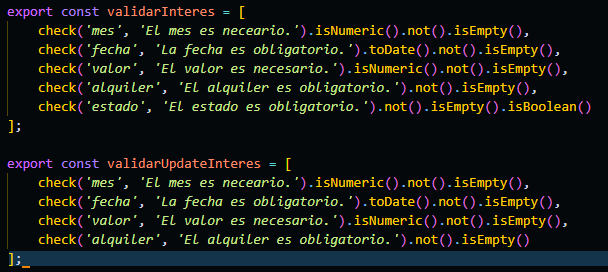 export const validarInteres = [
check('mes', 'El mes es neceario.').isNumeric().not().isEmpty(),
check('fecha', 'La fecha es obligatorio.').toDate().not().isEmpty(),
check('valor', 'El valor es necesario.').isNumeric().not().isEmpty(),
check('alquiler', 'El alquiler es obligatorio.').not().isEmpty(),
check('estado', 'El estado es obligatorio.').not().isEmpty().isBoolean()
];
export const validarUpdateInteres = [
check('mes', 'El mes es neceario.').isNumeric().not().isEmpty(),
check('fecha', 'La fecha es obligatorio.').toDate().not().isEmpty(),
check('valor', 'El valor es necesario.').isNumeric().not().isEmpty(),
check('alquiler', 'El alquiler es obligatorio.').not().isEmpty()
];